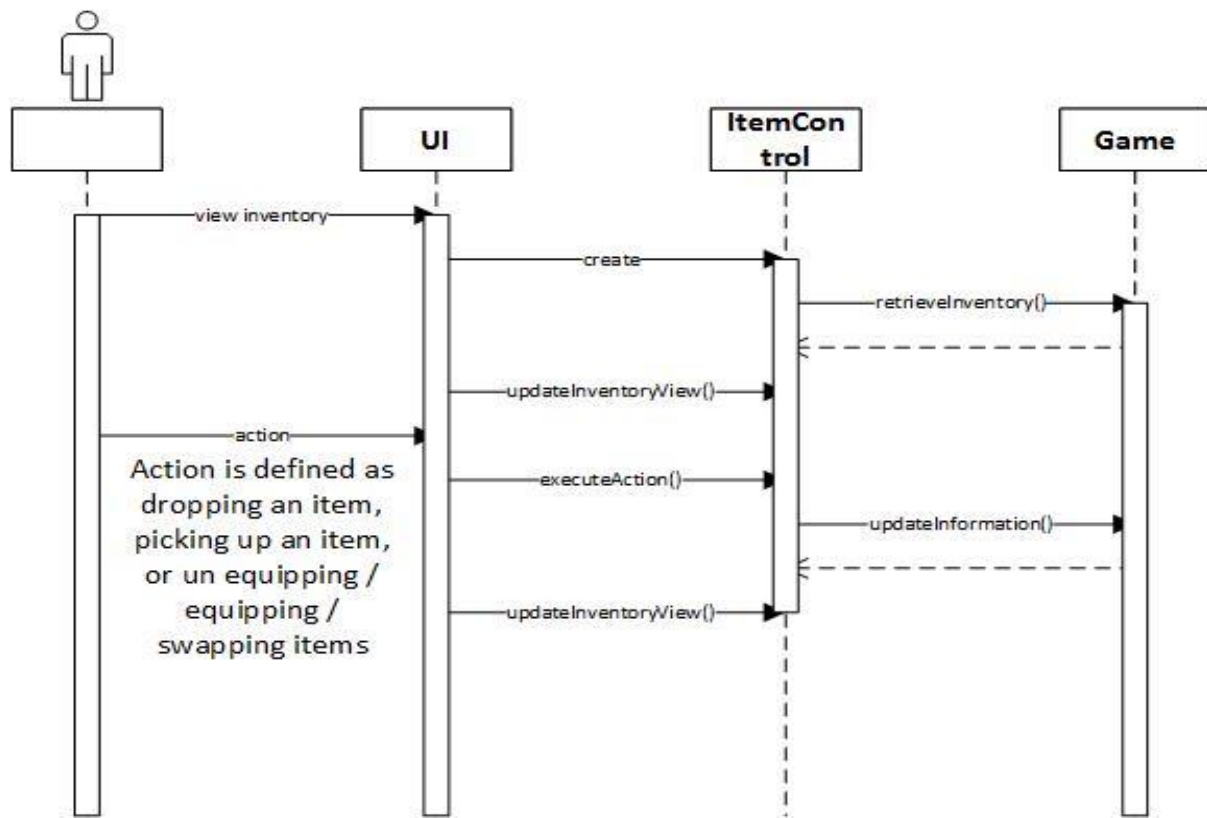 UI
ItemCon
trol
Game
view inventory
create
retrieveInventory()
updateInventoryView()
action
Action is defined as
dropping an item,
picking up an item,
or un equipping /
equipping /
swapping items
executeAction()
updateInformation()
updateInventoryView()